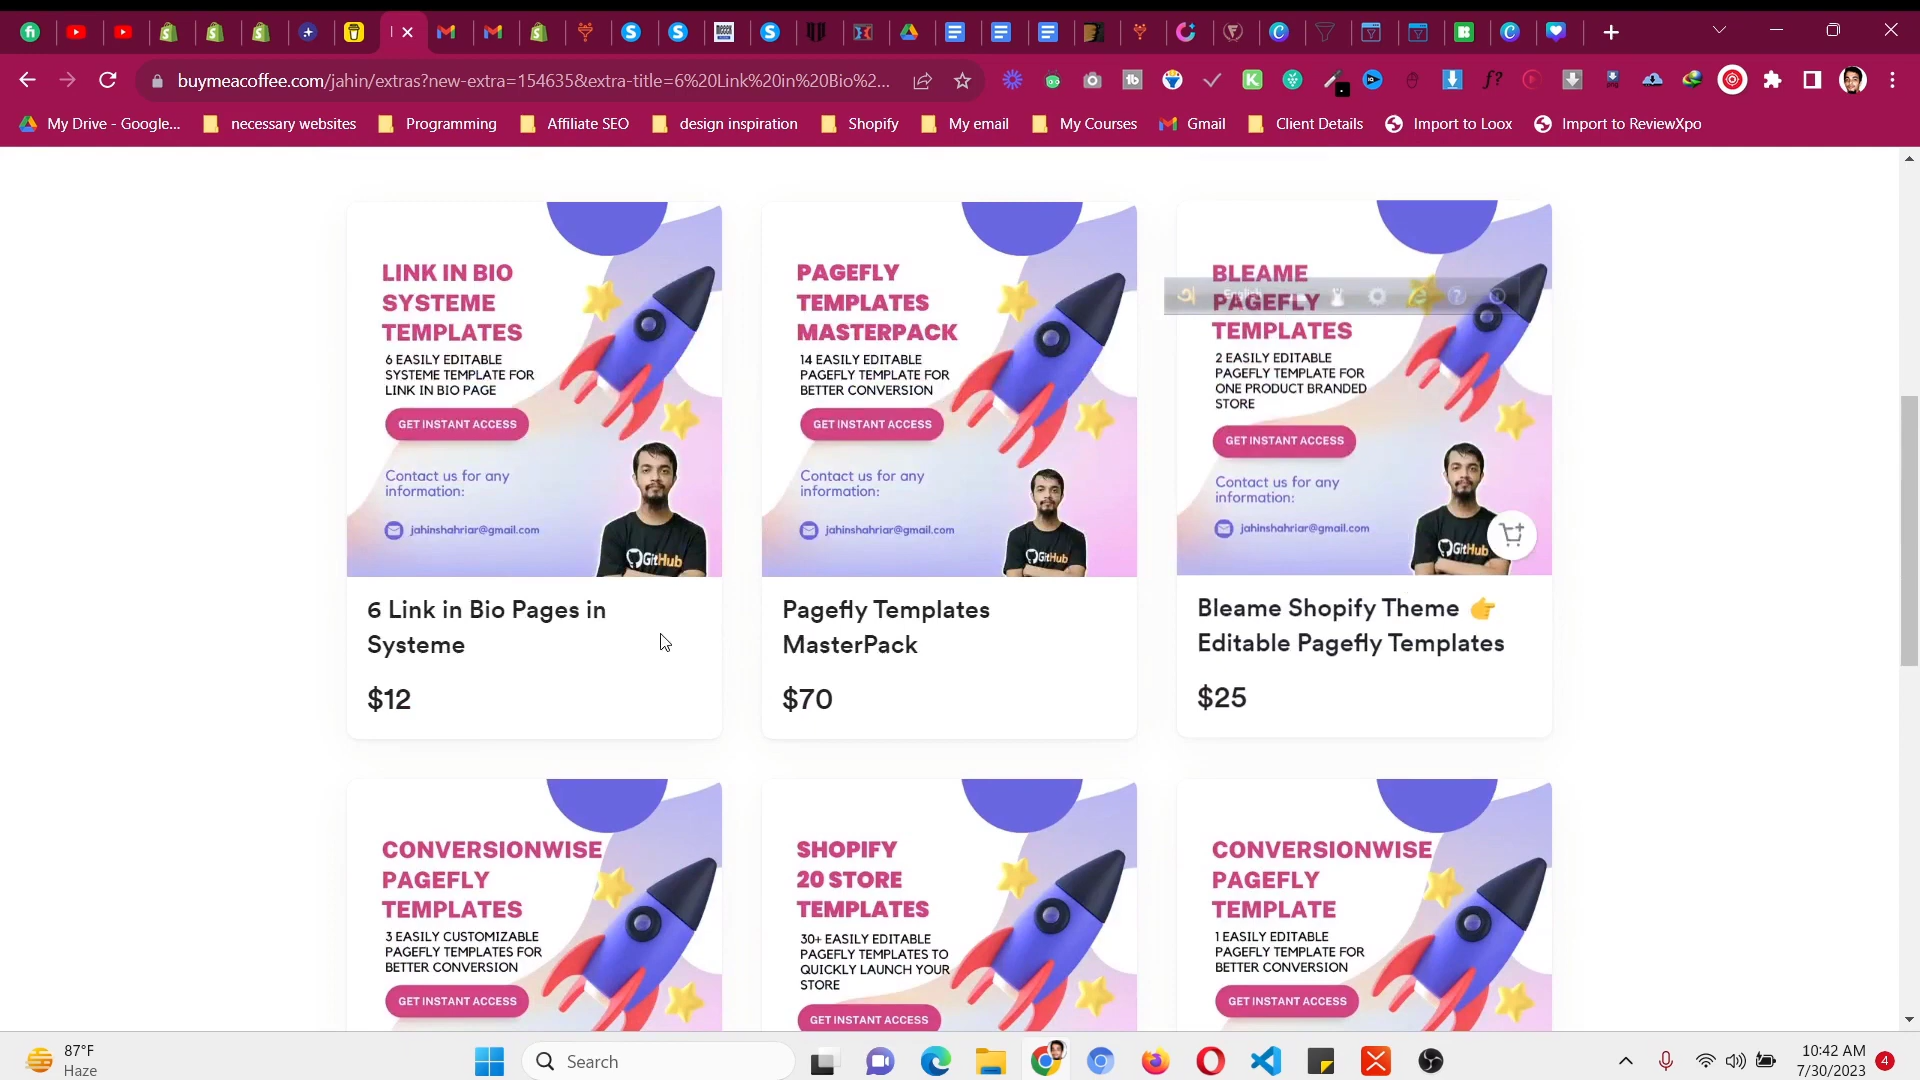 buymeacoffee.com/jahin/extras?new-extra=154635&extra-title=6%20Link%20in%20Bio%2...
My Drive - Google...
necessary websites
Programming
Affiliate SEO
design inspiration
Shopify
My email
My Courses
Gmail
Client Details
Import to Loox
Import to ReviewXpo
LINK IN BIO
SYSTEME
TEMPLATES
6 EASILY EDITABLE
SYSTEME TEMPLATE FOR
LINK IN BIO PAGE
GET INSTANT ACCESS
Contact us for any
information:
jahinshahriar@gmail.com
GitHub
6 Link in Bio Pages in
Systeme
$12
PAGEFLY
TEMPLATES
MASTERPACK
14 EASILY EDITABLE
PAGEFLY TEMPLATE FOR
BETTER CONVERSION
GET INSTANT ACCESS
Contact us for any
information:
jahinshahriar@gmail.com
GitHub
Pagefly Templates
MasterPack
$70
BLEAME
PAGEFLY
TEMPLATES
English
2 EASILY EDITABLE
PAGEFLY TEMPLATE FOR
ONE PRODUCT BRANDED
STORE
GET INSTANT ACCESS
Contact us for any
information:
jahinshahriar@gmail.com
GitHub
Bleame Shopify Theme 👉
Editable Pagefly Templates
$25
CONVERSIONWISE
PAGEFLY
TEMPLATES
3 EASILY CUSTOMIZABLE
PAGEFLY TEMPLATES FOR
BETTER CONVERSION
GET INSTANT ACCESS
SHOPIFY
20 STORE
TEMPLATES
30+ EASILY EDITABLE
PAGEFLY TEMPLATES TO
QUICKLY LAUNCH YOUR
STORE
GET INSTANT ACCESS
CONVERSIONWISE
PAGEFLY
TEMPLATE
1 EASILY EDITABLE
PAGEFLY TEMPLATE FOR
BETTER CONVERSION
GET INSTANT ACCESS
87°F
Haze
Search
10:42 AM
7/30/2023
4